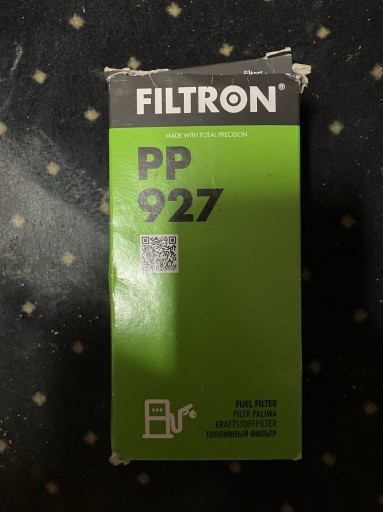 FILTRON®
MADE WITH TOTAL PRECISION
PP
927
FUEL FILTER
FILTR PALIWA
KRAFTSTOFFFILTER
ТОПЛИВНЫЙ ФИЛЬТР